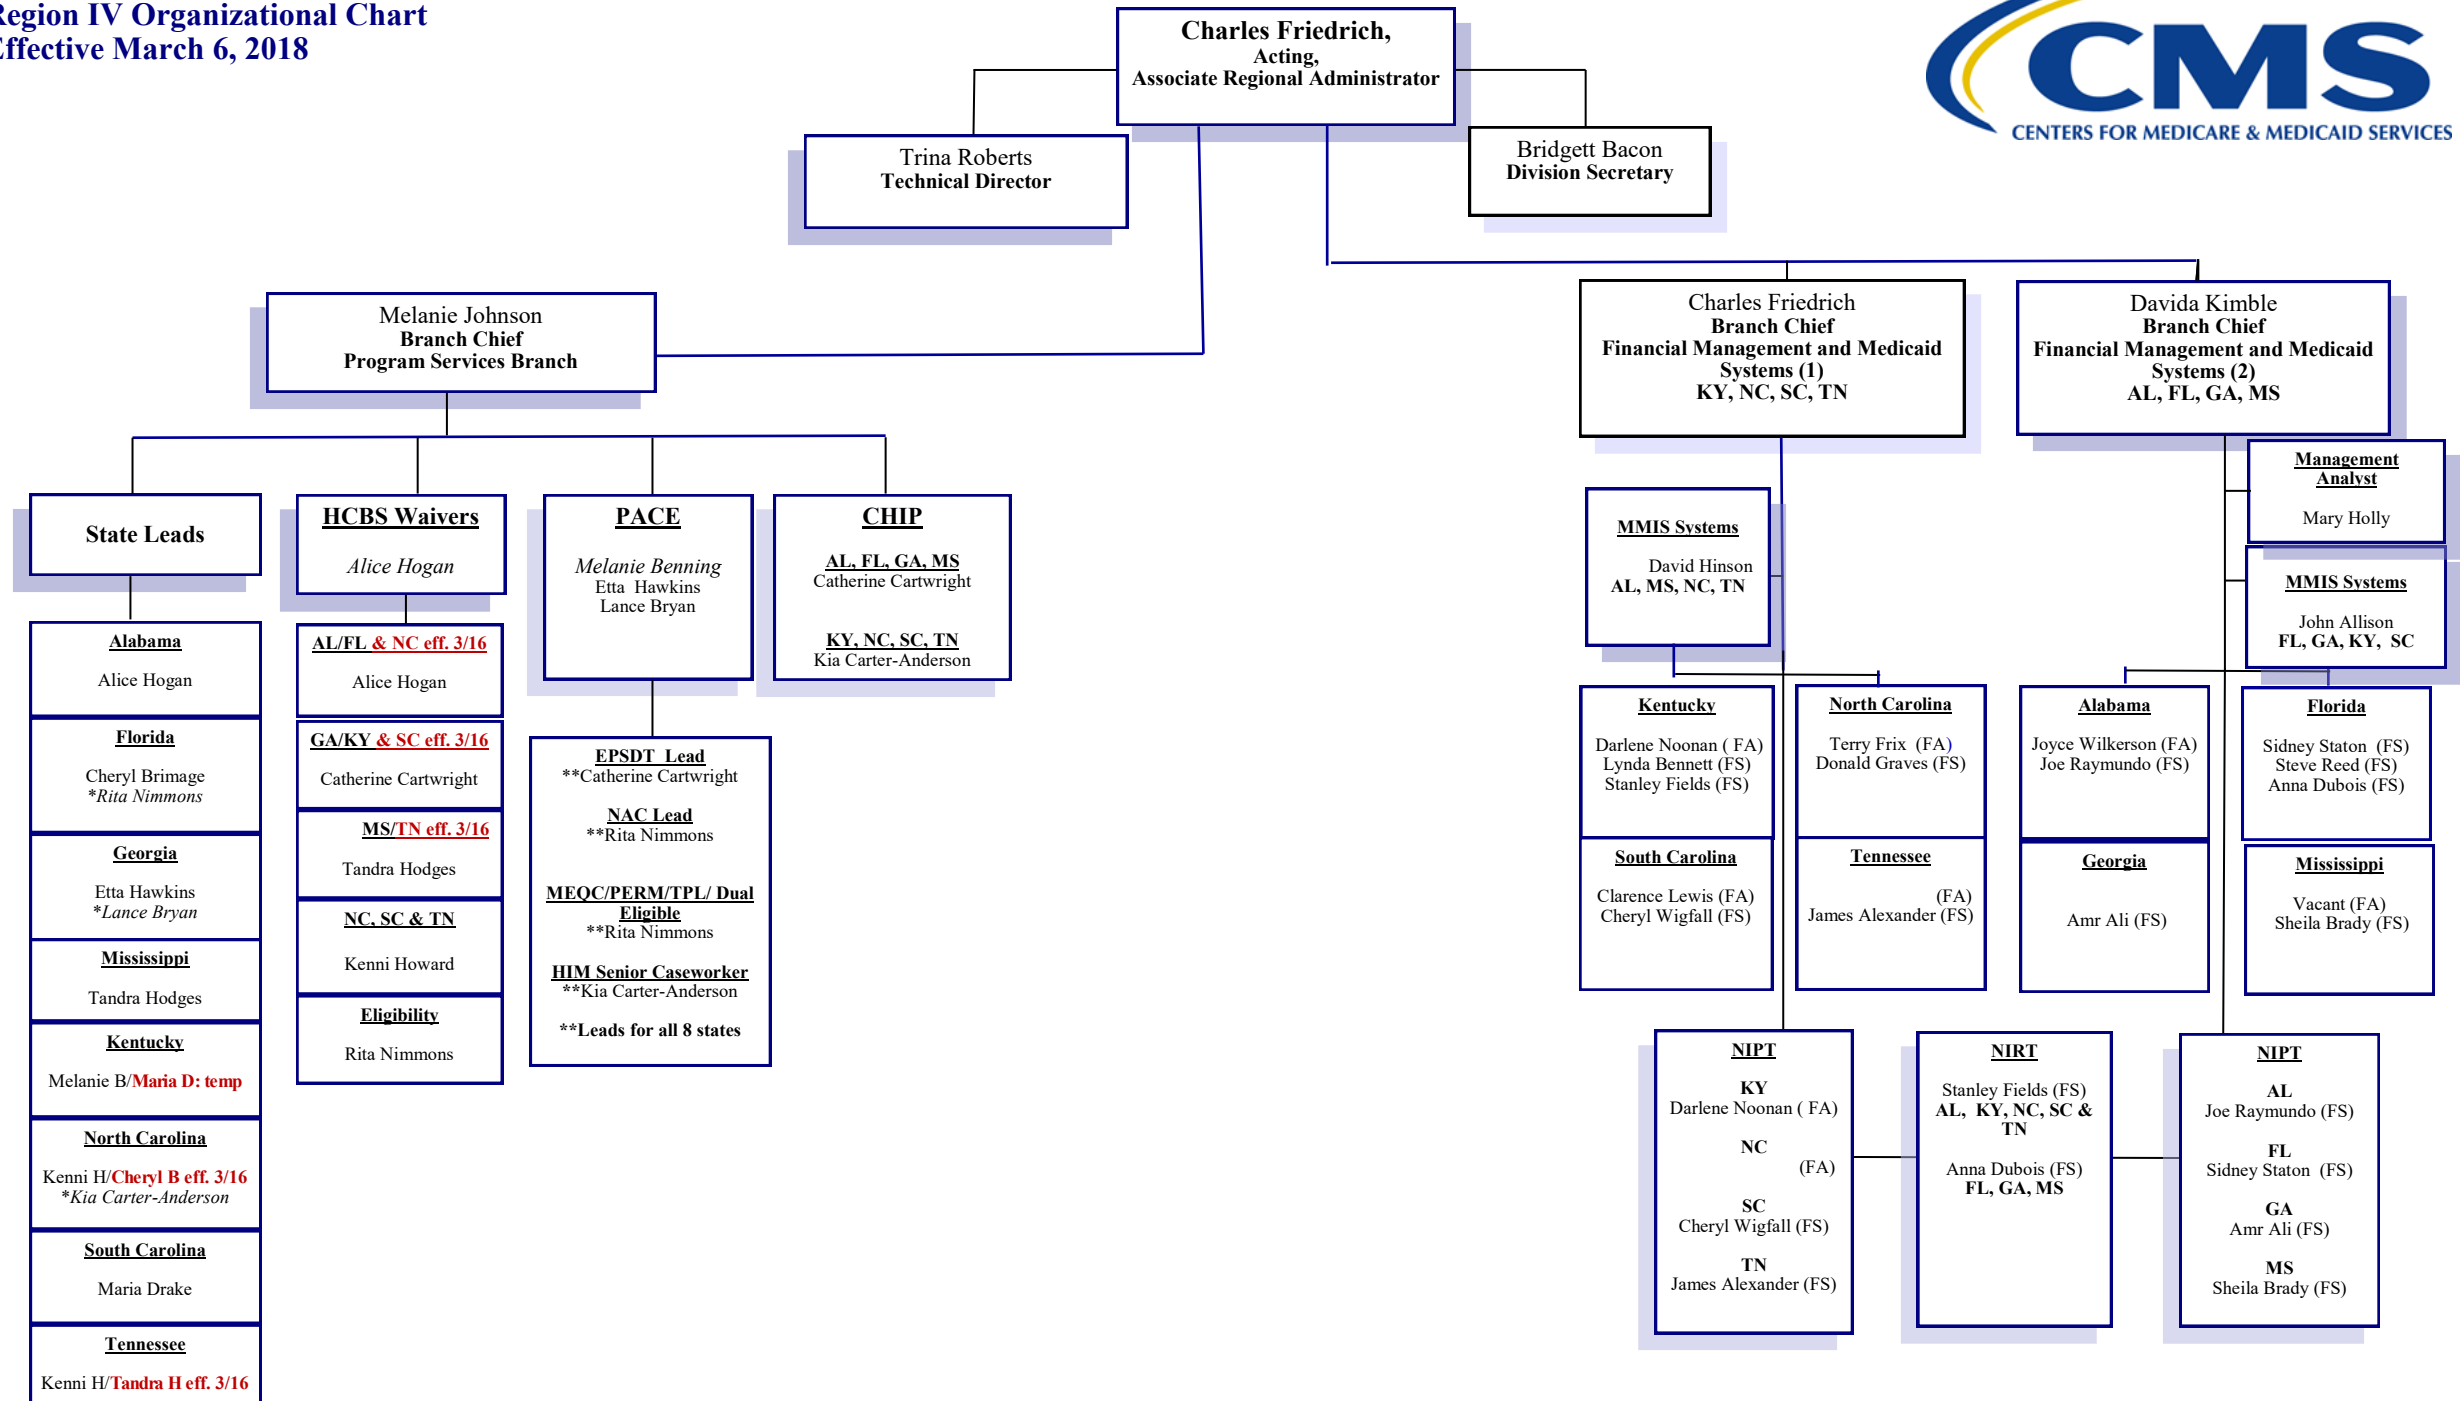 Region IV Organizational Chart
Effective March 6, 2018
CMS
CENTERS FOR MEDICARE & MEDICAID SERVICES
Charles Friedrich,
Acting,
Associate Regional Administrator
Trina Roberts
Technical Director
Bridgett Bacon
Division Secretary
Melanie Johnson
Branch Chief
Program Services Branch
Charles Friedrich
Branch Chief
Financial Management and Medicaid
Systems (1)
KY, NC, SC, TN
Davida Kimble
Branch Chief
Financial Management and Medicaid
Systems (2)
AL, FL, GA, MS
State Leads
Alabama
Alice Hogan
Florida
Cheryl Brimage
*Rita Nimmons
Georgia
Etta Hawkins
*Lance Bryan
Mississippi
Tandra Hodges
Kentucky
Melanie B/Maria D: temp
North Carolina
Kenni H/Cheryl B eff. 3/16
*Kia Carter-Anderson
South Carolina
Maria Drake
Tennessee
Kenni H/Tandra H eff. 3/16
HCBS Waivers
Alice Hogan
AL/FL & NC eff. 3/16
Alice Hogan
GA/KY & SC eff. 3/16
Catherine Cartwright
MS/TN eff. 3/16
Tandra Hodges
NC, SC & TN
Kenni Howard
Eligibility
Rita Nimmons
PACE
Melanie Benning
Etta  Hawkins
Lance Bryan
EPSDT  Lead
**Catherine Cartwright
NAC Lead
**Rita Nimmons
MEQC/PERM/TPL/ Dual
Eligible
**Rita Nimmons
HIM Senior Caseworker
**Kia Carter-Anderson
**Leads for all 8 states
CHIP
AL, FL, GA, MS
Catherine Cartwright
KY, NC, SC, TN
Kia Carter-Anderson
MMIS Systems
David Hinson
AL, MS, NC, TN
Kentucky
Darlene Noonan ( FA)
Lynda Bennett (FS)
Stanley Fields (FS)
North Carolina
Terry Frix  (FA)
Donald Graves (FS)
South Carolina
Clarence Lewis (FA)
Cheryl Wigfall (FS)
Tennessee
(FA)
James Alexander (FS)
Management
Analyst
Mary Holly
MMIS Systems
John Allison
FL, GA, KY,  SC
Alabama
Joyce Wilkerson (FA)
Joe Raymundo (FS)
Florida
Sidney Staton  (FS)
Steve Reed (FS)
Anna Dubois (FS)
Georgia
Amr Ali (FS)
Mississippi
Vacant (FA)
Sheila Brady (FS)
NIPT
KY
Darlene Noonan ( FA)
NC
(FA)
SC
Cheryl Wigfall (FS)
TN
James Alexander (FS)
NIRT
Stanley Fields (FS)
AL,  KY, NC, SC &
TN
Anna Dubois (FS)
FL, GA, MS
NIPT
AL
Joe Raymundo (FS)
FL
Sidney Staton  (FS)
GA
Amr Ali (FS)
MS
Sheila Brady (FS)